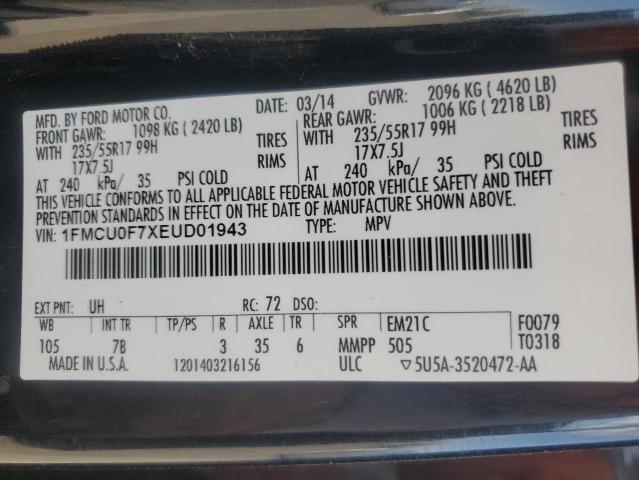 MFD. BY FORD MOTOR CO. DATE: 03/14 GVWR: 2096 KG ( 4620 LB)
FRONT GAWR: 1098 KG ( 2420 LB) REAR GAWR: 1006 KG ( 2218 LB)
WITH 235/55R17 99H TIRES WITH 235/55R17 99H TIRES
17X7.5J RIMS 17X7.5J RIMS
AT 240 kPa/ 35 PSI COLD AT 240 kPa/ 35 PSI COLD
THIS VEHICLE CONFORMS TO ALL APPLICABLE FEDERAL MOTOR VEHICLE SAFETY AND THEFT
PREVENTION STANDARDS IN EFFECT ON THE DATE OF MANUFACTURE SHOWN ABOVE.
VIN: 1FMCU0F7XEUD01943 TYPE: MPV
EXT PNT: UH RC: 72 DSO:
WB INT TR TP/PS R AXLE TR SPR EM21C F0079
105 7B 3 35 6 MMPP 505 T0318
MADE IN U.S.A. 1201403216156 ULC ▽5U5A-3520472-AA